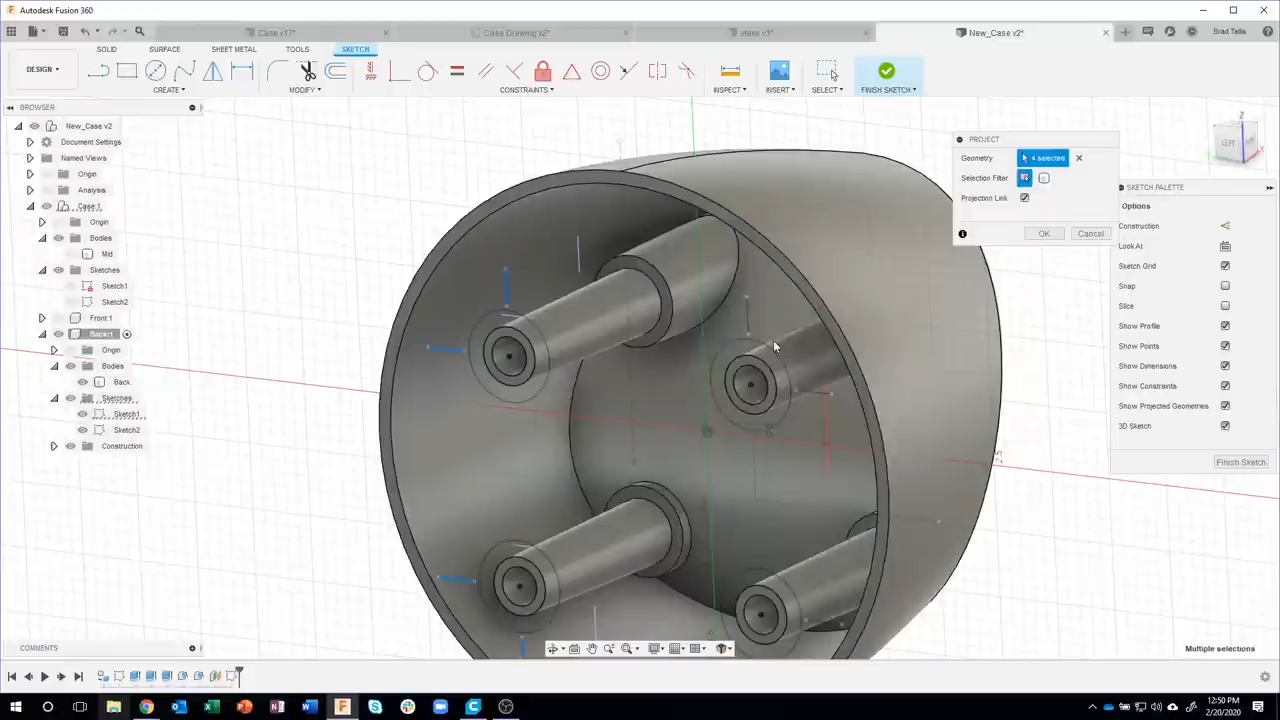 Autodesk Fusion 360
Case v17*
Case Drawing v2*
New_Case v2*
Brad Tallis
SOLID
SURFACE
SHEET METAL
TOOLS
SKETCH
DESIGN
CREATE
MODIFY
CONSTRAINTS
INSPECT
INSERT
SELECT
FINISH SKETCH
BROWSER
New_Case v2
Document Settings
Named Views
Origin
Analysis
Case:1
Origin
Bodies
Mid
Sketches
Sketch1
Sketch2
Front:1
Back:1
Origin
Bodies
Back
Sketches
Sketch1
Sketch2
Construction
PROJECT
Geometry
4 selected
Selection Filter
Projection Link
OK
Cancel
Z
LEFT
SKETCH PALETTE
Options
Construction
Look At
Sketch Grid
Snap
Slice
Show Profile
Show Points
Show Dimensions
Show Constraints
Show Projected Geometries
3D Sketch
Finish Sketch
2.5
COMMENTS
Multiple selections
12:50 PM
2/20/2020